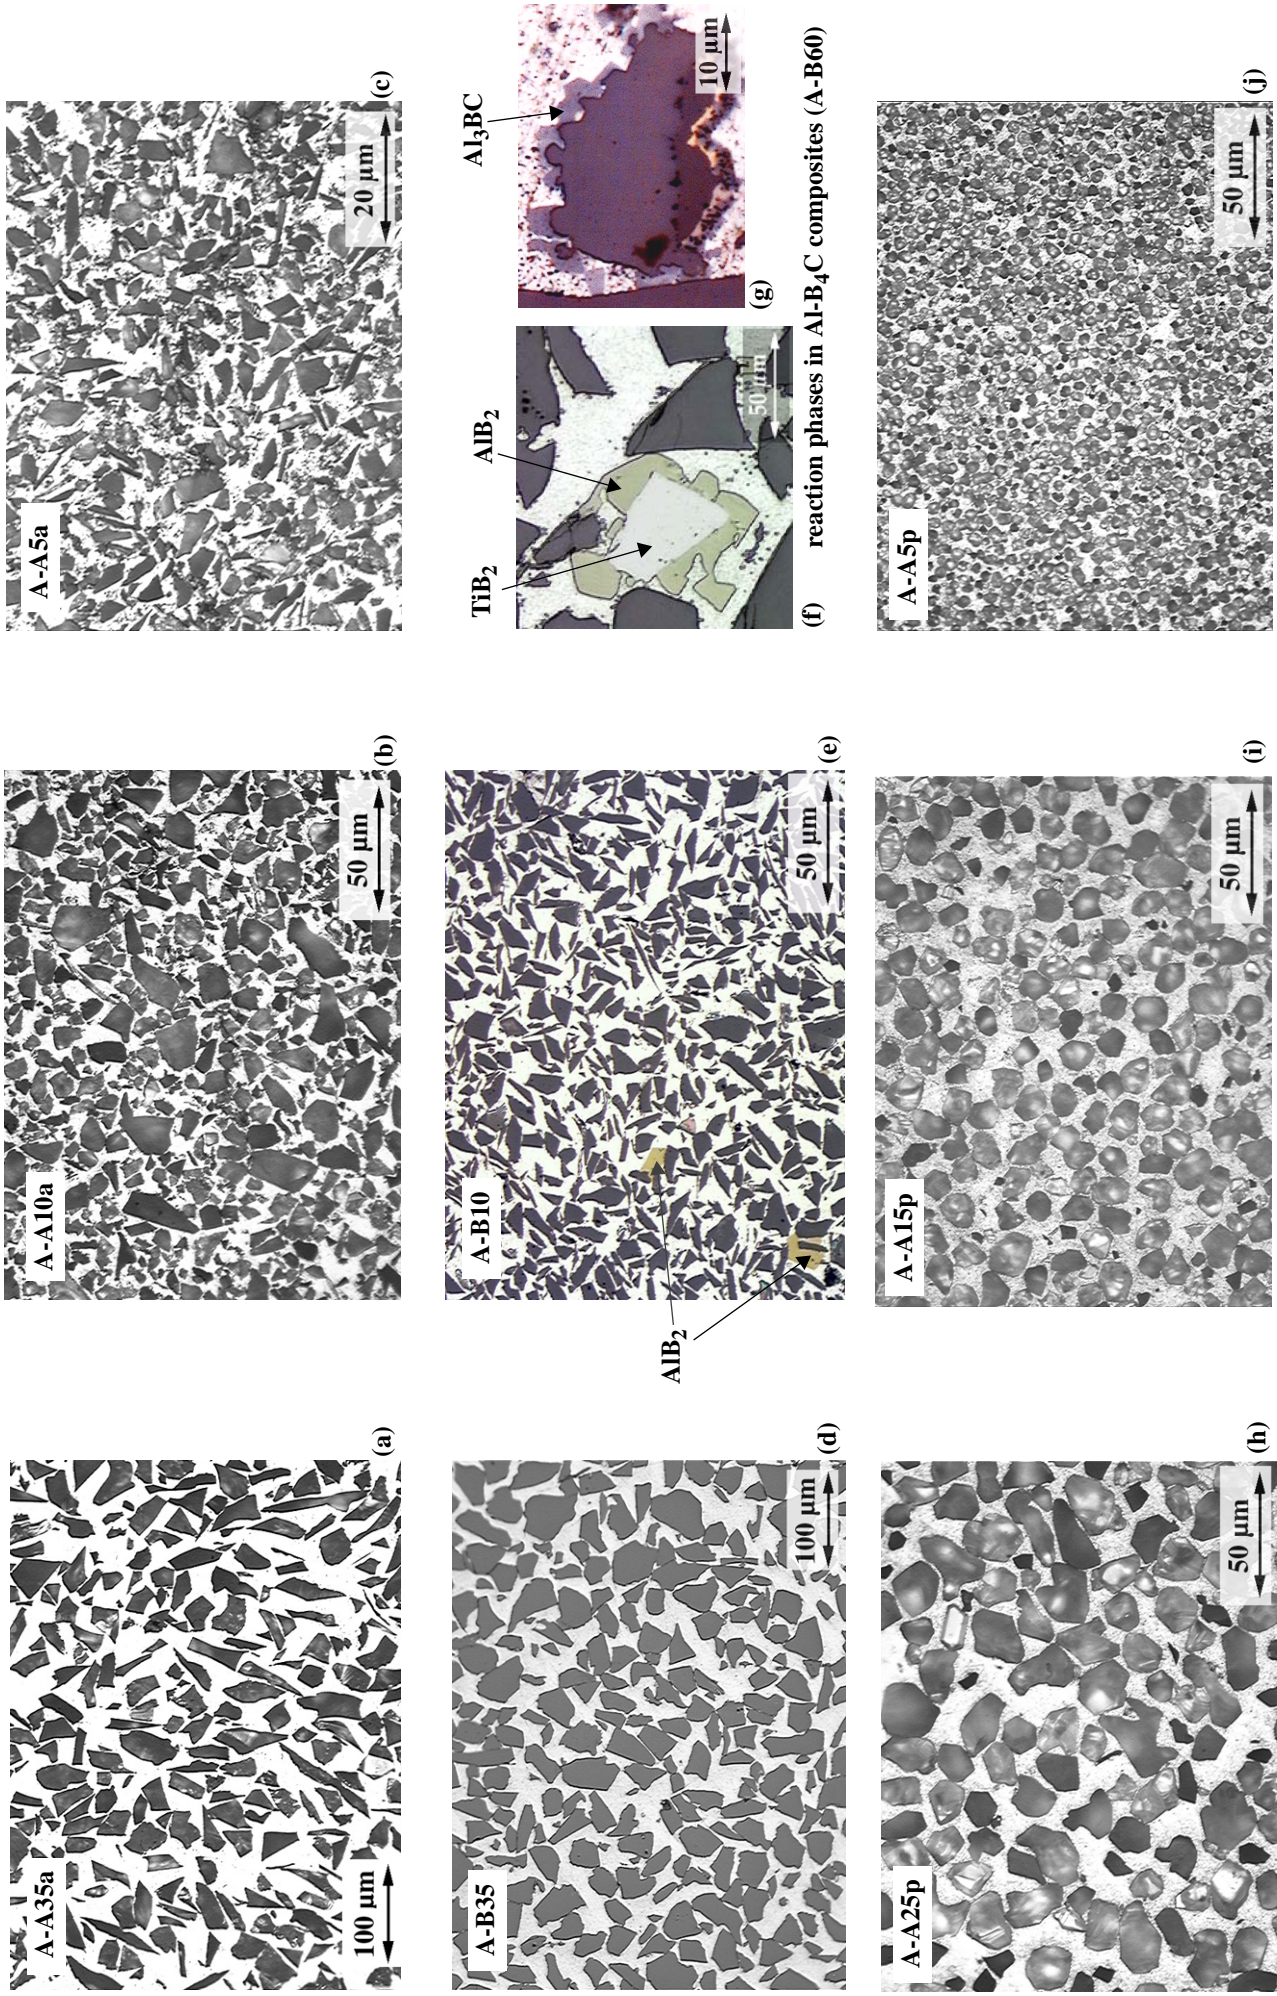 A-A35a
100 µm
(a)
A-A10a
50 µm
(b)
A-A5a
20 µm
(c)
A-B35
100 µm
(d)
A-B10
50 µm
AlB2
(e)
TiB2
AlB2
50 µm
(f)
Al3BC
10 µm
(g)
reaction phases in Al-B4C composites (A-B60)
A-A25p
50 µm
(h)
A-A15p
50 µm
(i)
A-A5p
50 µm
(j)